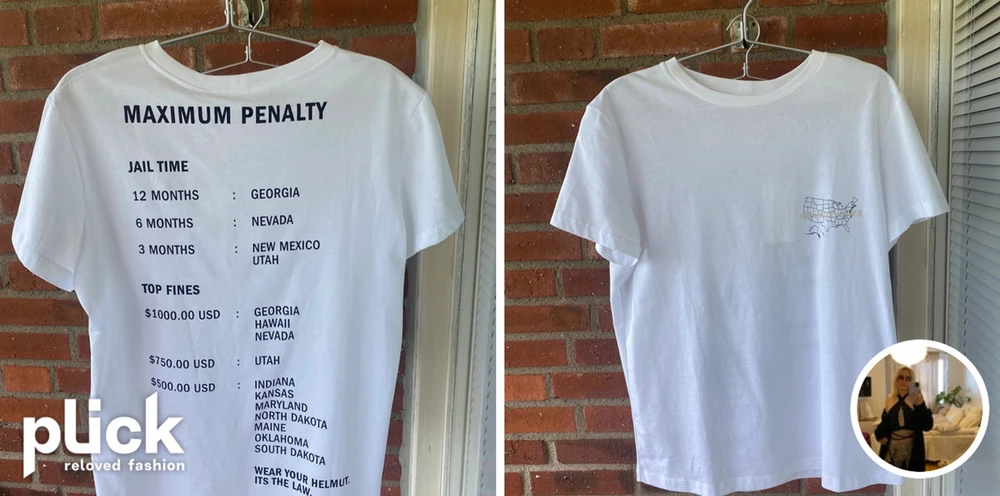 MAXIMUM PENALTY
JAIL TIME
12 MONTHS : GEORGIA
6 MONTHS : NEVADA
3 MONTHS : NEW MEXICO
UTAH
TOP FINES
$1000.00 USD : GEORGIA
HAWAII
NEVADA
$750.00 USD : UTAH
$500.00 USD : INDIANA
KANSAS
MARYLAND
NORTH DAKOTA
MAINE
OKLAHOMA
SOUTH DAKOTA
WEAR YOUR HELMUT.
ITS THE LAW.
plick
reloved fashion